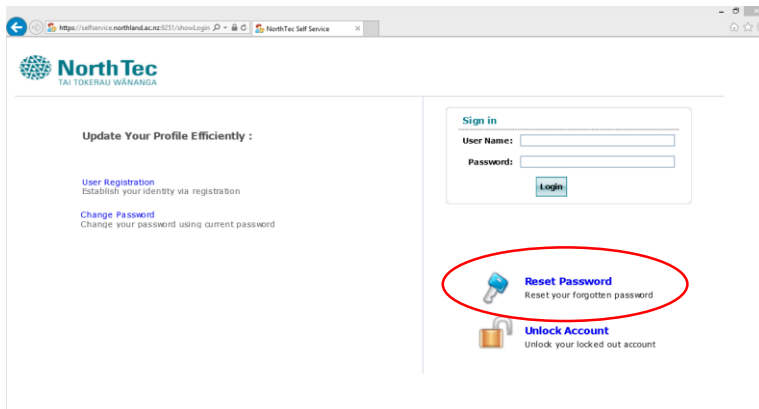 https://selfservice.northland.ac.nz:9251/showLogin
NorthTec Self Service
NorthTec
TAI TOKERAU WĀNANGA
Update Your Profile Efficiently :
User Registration
Establish your identity via registration
Change Password
Change your password using current password
Sign in
User Name:
Password:
Login
Reset Password
Reset your forgotten password
Unlock Account
Unlock your locked out account